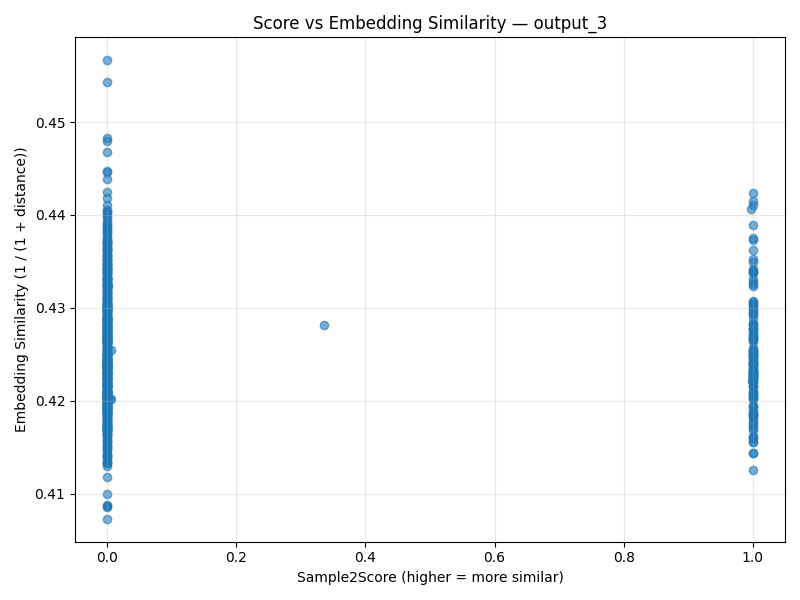 Score vs Embedding Similarity — output_3
Embedding Similarity (1 / (1 + distance))
0.45
0.44
0.43
0.42
0.41
0.0 0.2 0.4 0.6 0.8 1.0
Sample2Score (higher = more similar)